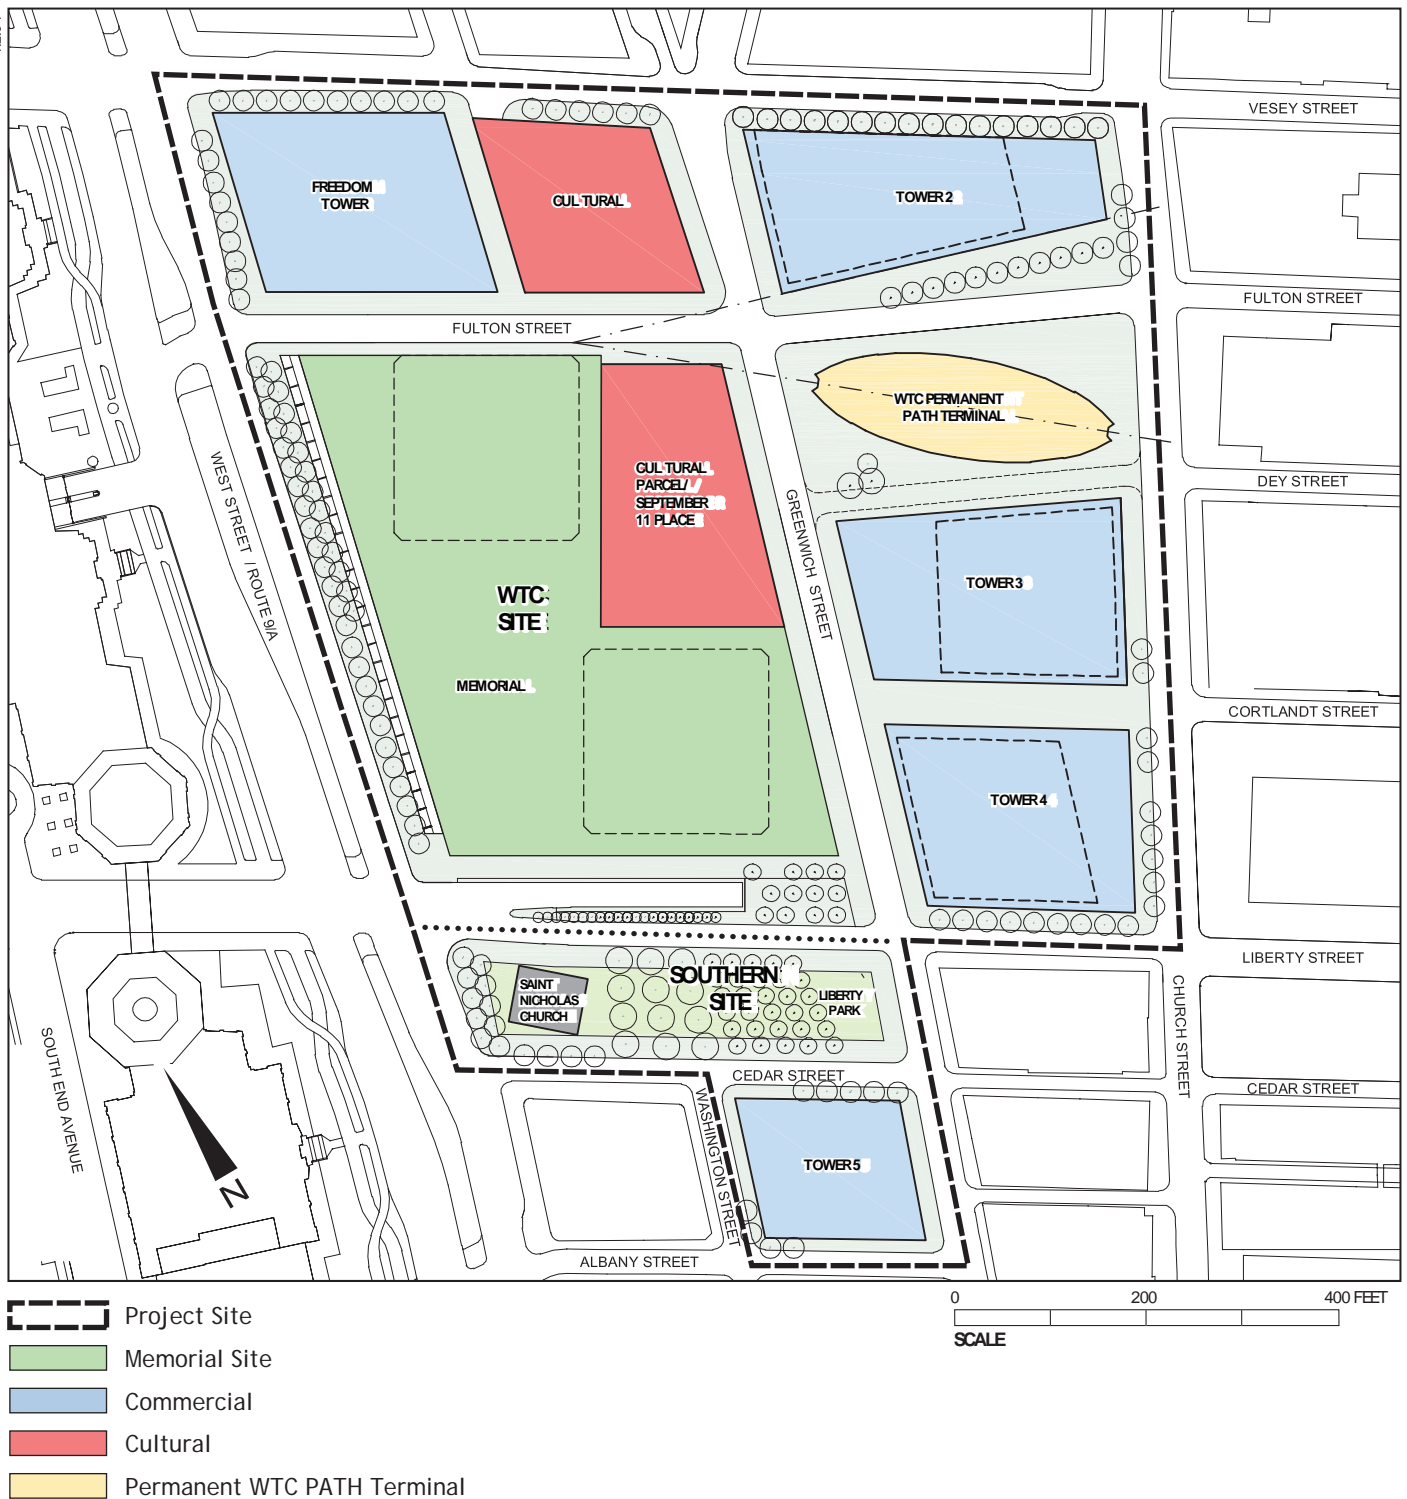 VESEY STREET
FREEDOM
TOWER
CULTURAL
TOWER 2
FULTON STREET
FULTON STREET
WTC PERMANENT
PATH TERMINAL
CULTURAL
PARCEL/
SEPTEMBER
11 PLACE
DEY STREET
WEST STREET / ROUTE 9/A
GREENWICH STREET
WTC
SITE
TOWER 3
MEMORIAL
CORTLANDT STREET
TOWER 4
LIBERTY STREET
SOUTHERN
SITE
SAINT
NICHOLAS
CHURCH
LIBERTY
PARK
CHURCH STREET
SOUTH END AVENUE
CEDAR STREET
CEDAR STREET
WASHINGTON STREET
TOWER 5
N
ALBANY STREET
0 200 400 FEET
SCALE
Project Site
Memorial Site
Commercial
Cultural
Permanent WTC PATH Terminal